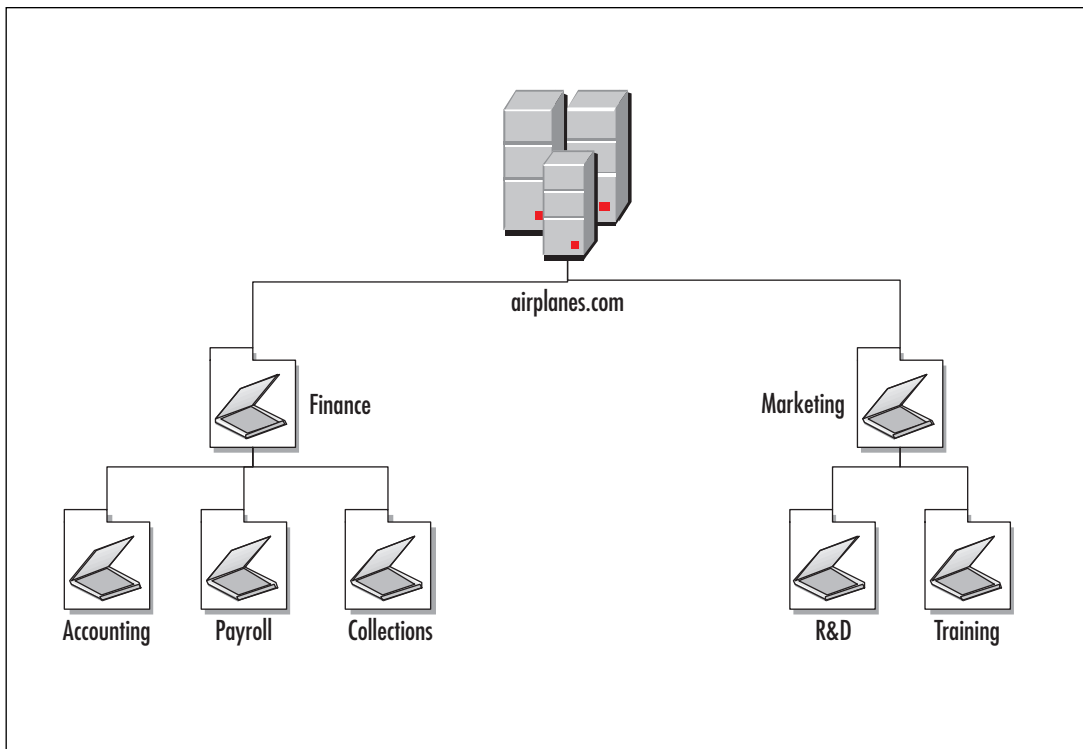 airplanes.com
Finance
Marketing
Accounting
Payroll
Collections
R&D
Training